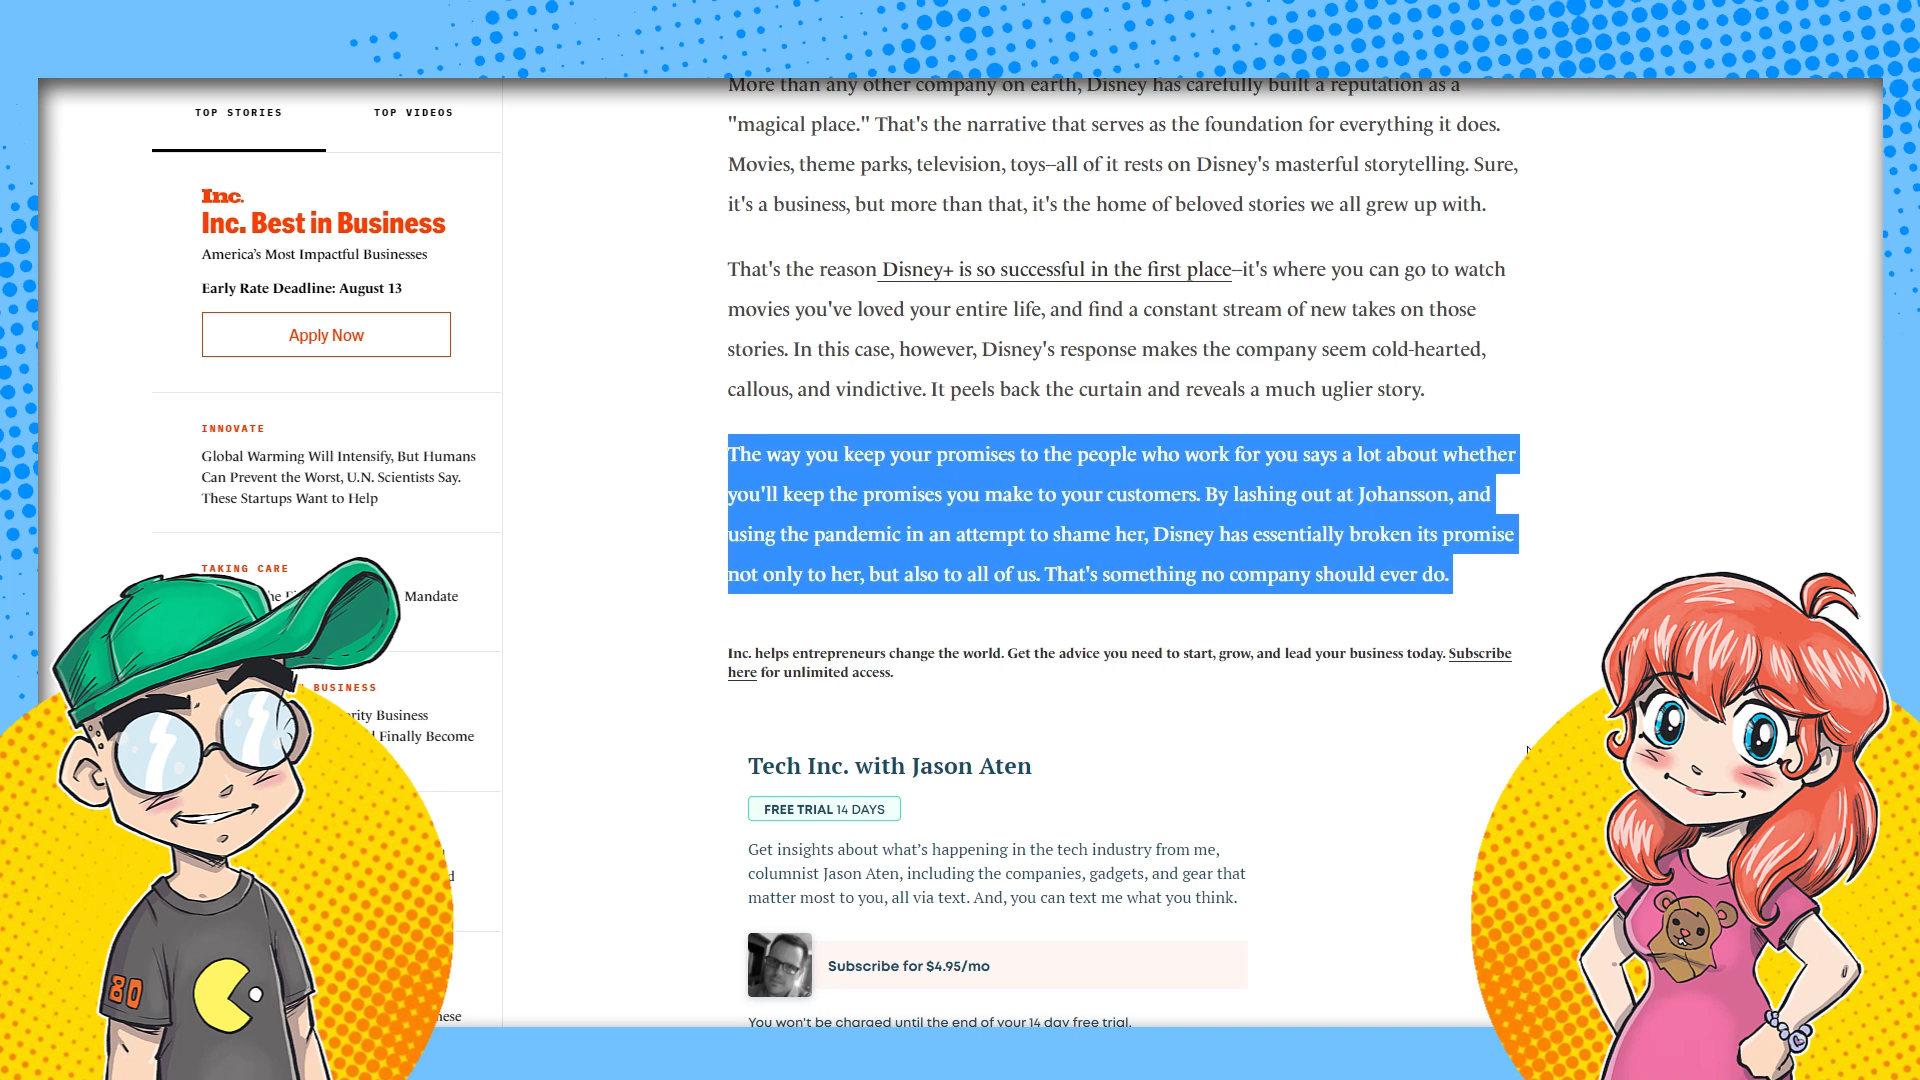 TOP STORIES
TOP VIDEOS
Inc.
Inc. Best in Business
America's Most Impactful Businesses
Early Rate Deadline: August 13
Apply Now
INNOVATE
Global Warming Will Intensify, But Humans
Can Prevent the Worst, U.N. Scientists Say.
These Startups Want to Help
TAKING CARE
Mandate
BUSINESS
Business
Finally Become
More than any other company on earth, Disney has carefully built a reputation as a
"magical place." That's the narrative that serves as the foundation for everything it does.
Movies, theme parks, television, toys–all of it rests on Disney's masterful storytelling. Sure,
it's a business, but more than that, it's the home of beloved stories we all grew up with.
That's the reason Disney+ is so successful in the first place–it's where you can go to watch
movies you've loved your entire life, and find a constant stream of new takes on those
stories. In this case, however, Disney's response makes the company seem cold-hearted,
callous, and vindictive. It peels back the curtain and reveals a much uglier story.
The way you keep your promises to the people who work for you says a lot about whether
you'll keep the promises you make to your customers. By lashing out at Johansson, and
using the pandemic in an attempt to shame her, Disney has essentially broken its promise
not only to her, but also to all of us. That's something no company should ever do.
Inc. helps entrepreneurs change the world. Get the advice you need to start, grow, and lead your business today. Subscribe
here for unlimited access.
Tech Inc. with Jason Aten
FREE TRIAL 14 DAYS
Get insights about what's happening in the tech industry from me,
columnist Jason Aten, including the companies, gadgets, and gear that
matter most to you, all via text. And, you can text me what you think.
Subscribe for $4.95/mo
You won't be charged until the end of your 14 day free trial.
80